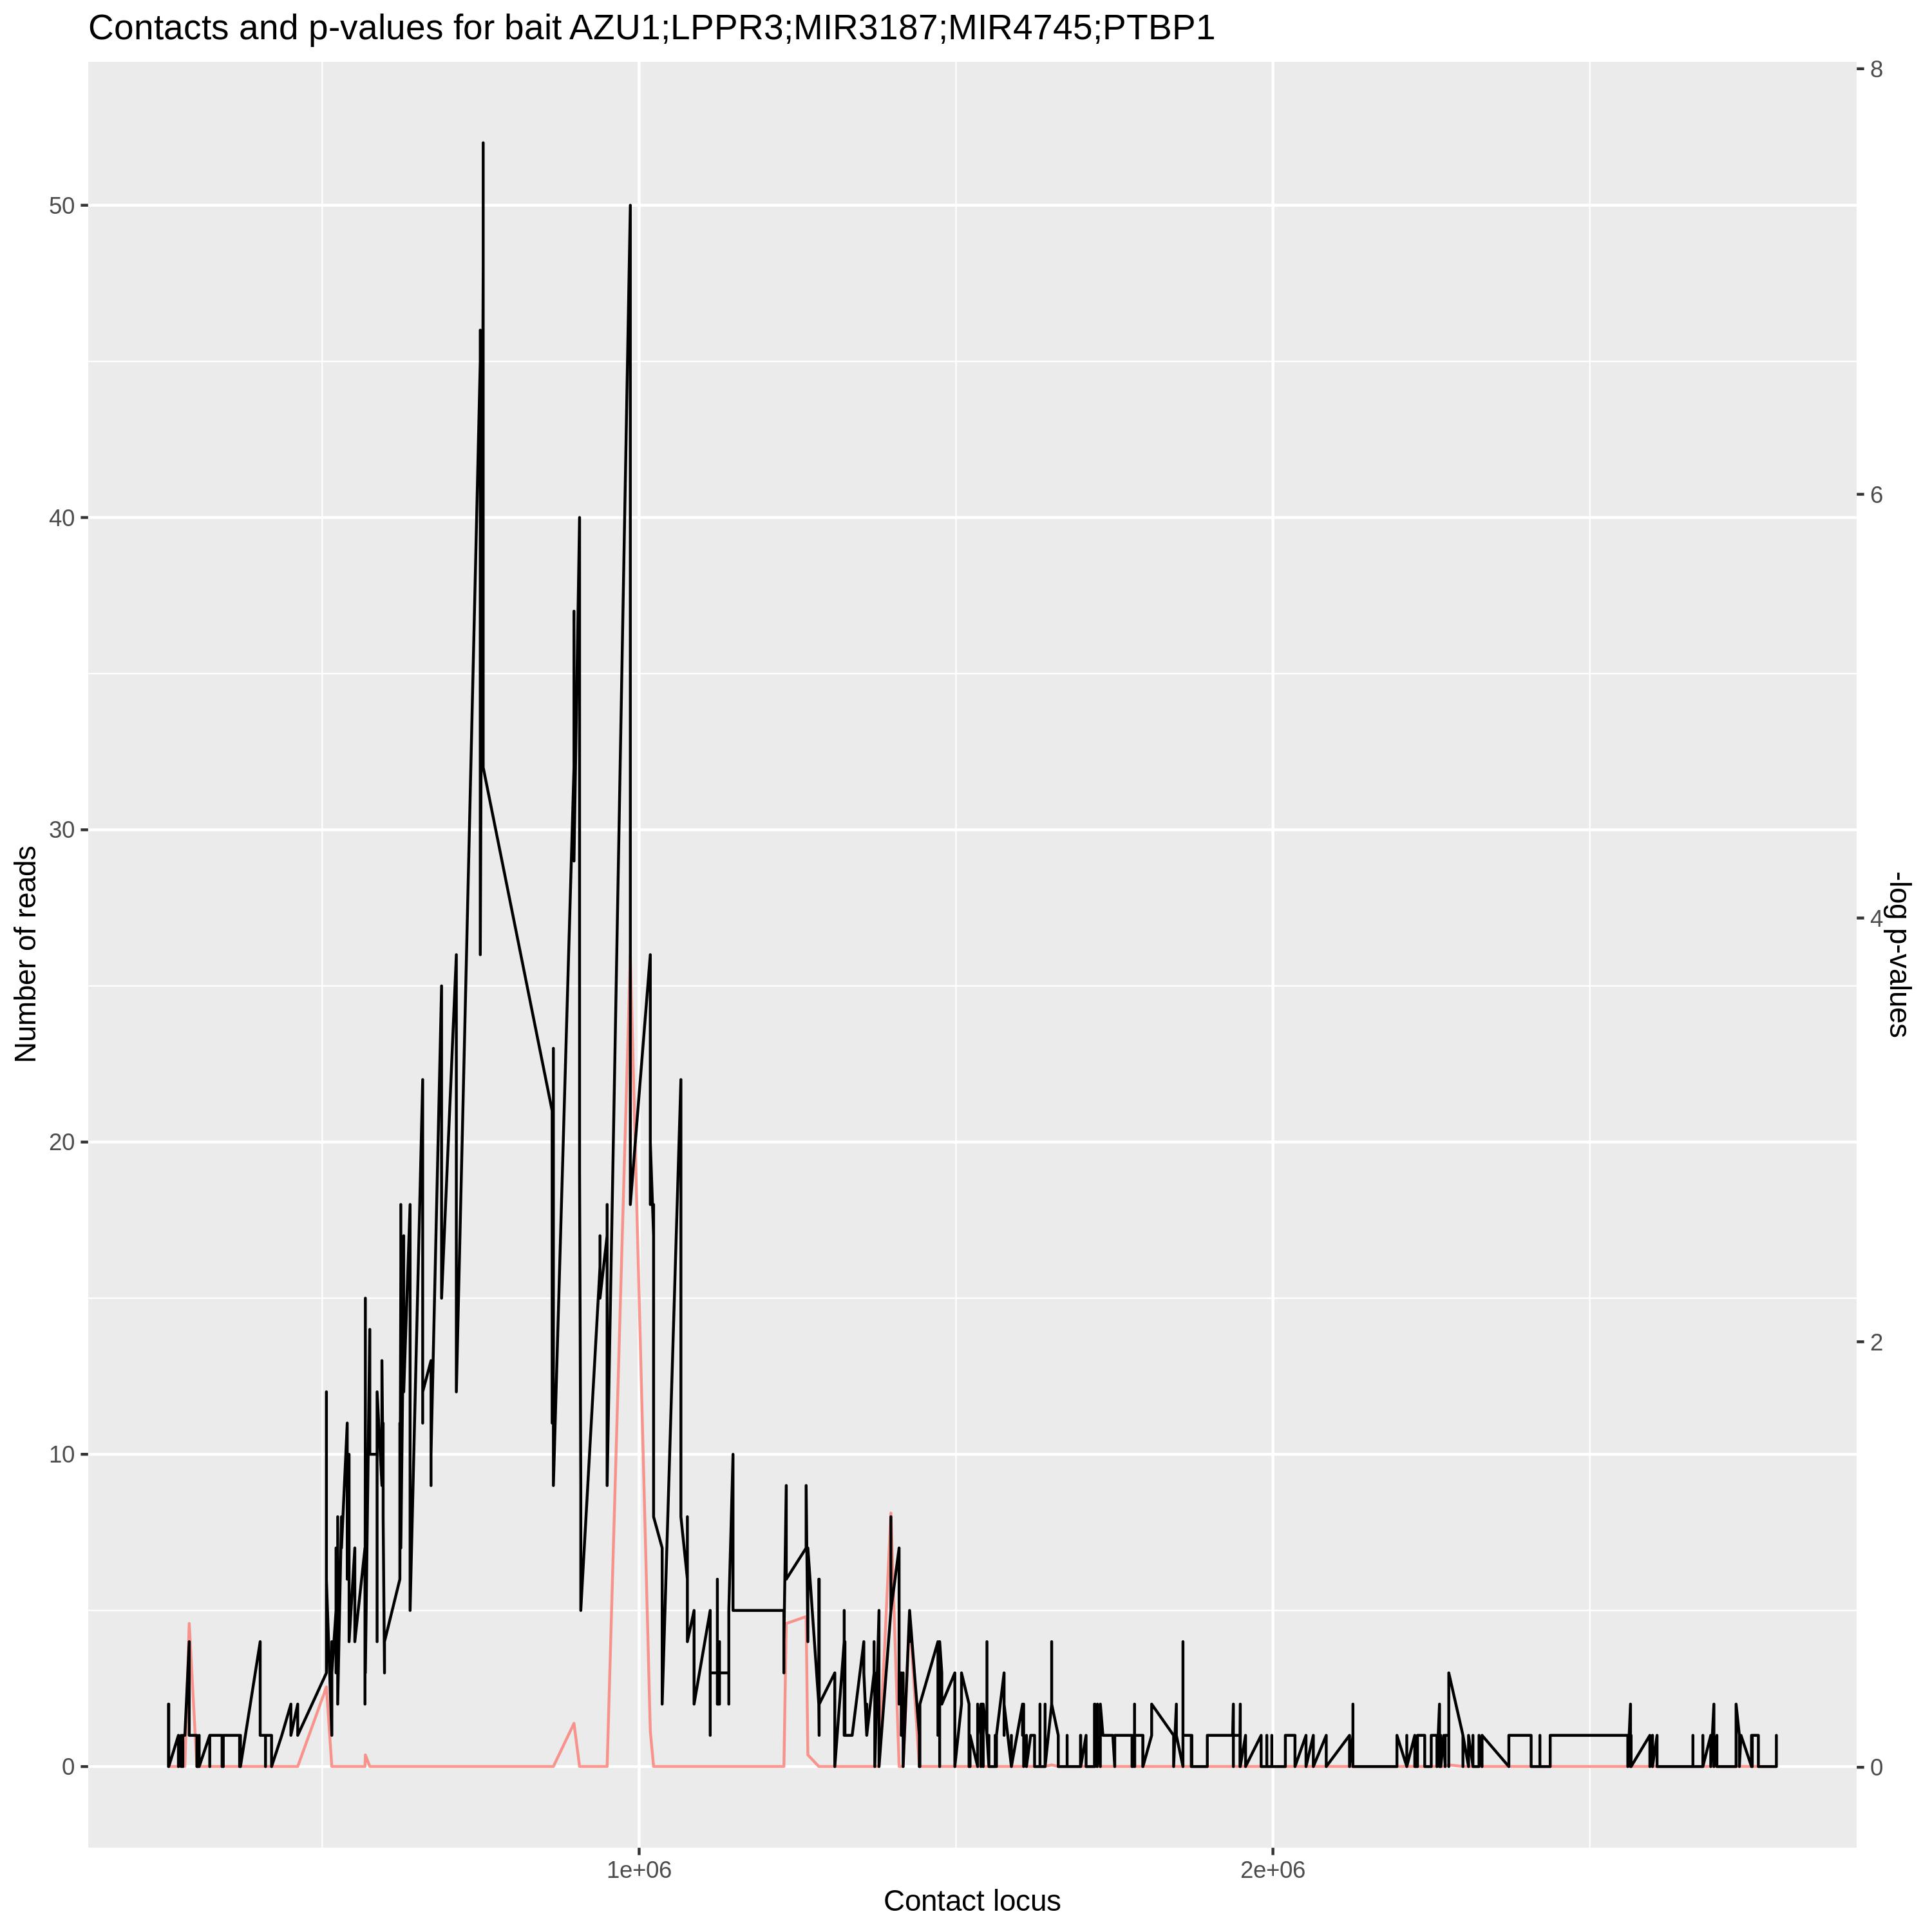 Contacts and p-values for bait AZU1;LPPR3;MIR3187;MIR4745;PTBP1
8
50
6
40
30
4
Number of reads
-log p-values
20
2
10
0
0
1e+06
2e+06
Contact locus